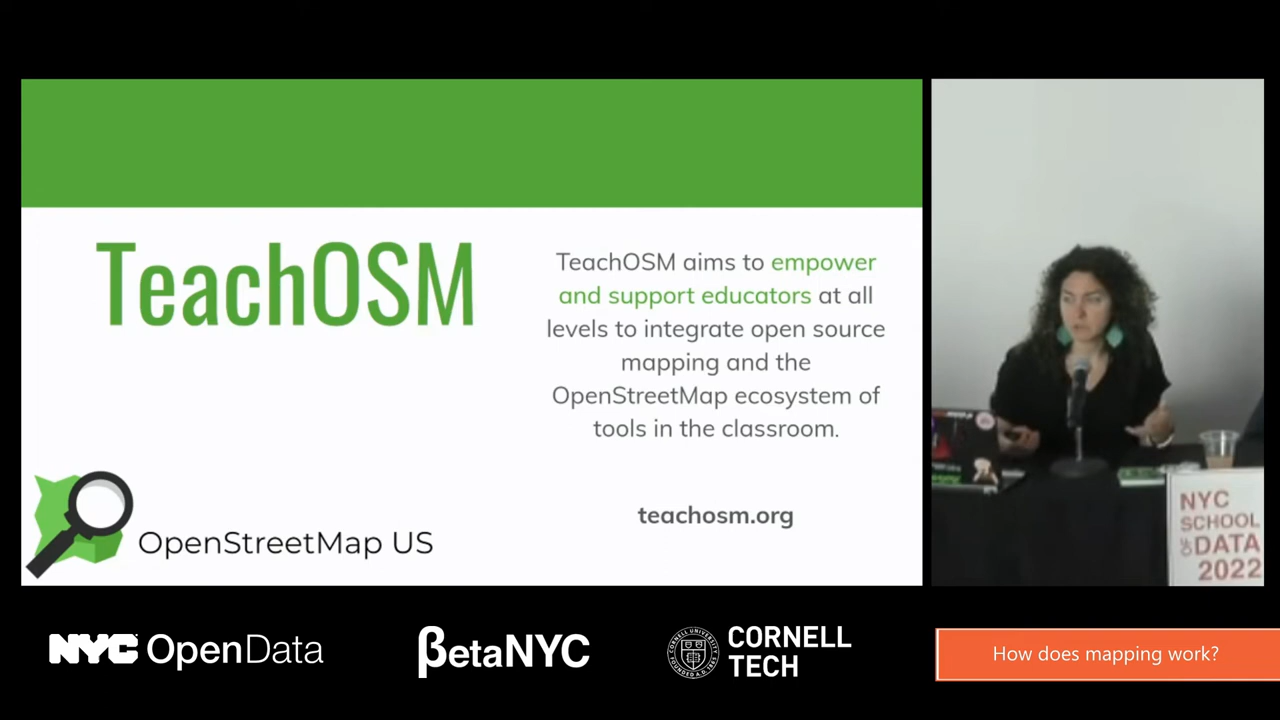 TeachOSM
TeachOSM aims to empower
and support educators at all
levels to integrate open source
mapping and the
OpenStreetMap ecosystem of
tools in the classroom.
teachosm.org
OpenStreetMap US
NYC
SCHOOL
OF DATA
2022
NYC OpenData
βetaNYC
CORNELL
TECH
How does mapping work?